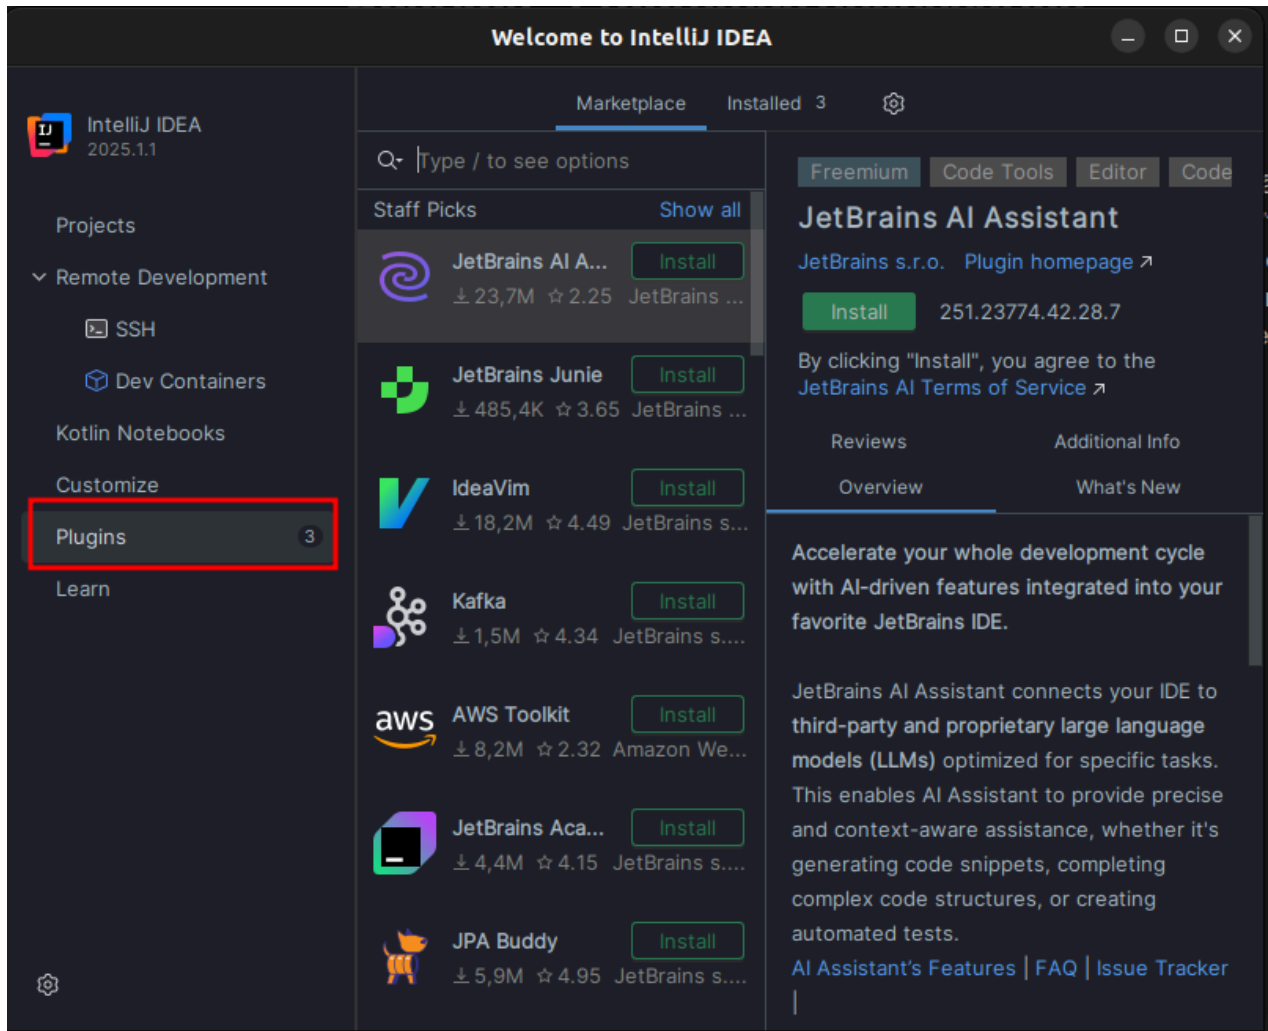 Welcome to IntelliJ IDEA
IntelliJ IDEA
2025.1.1
Projects
Remote Development
SSH
Dev Containers
Kotlin Notebooks
Customize
Plugins 3
Learn
Marketplace Installed 3
Type / to see options
Staff Picks Show all
JetBrains AI A... Install
23,7M 2.25 JetBrains ...
JetBrains Junie Install
485,4K 3.65 JetBrains ...
IdeaVim Install
18,2M 4.49 JetBrains s...
Kafka Install
1,5M 4.34 JetBrains s....
aws AWS Toolkit Install
8,2M 2.32 Amazon We...
JetBrains Aca... Install
4,4M 4.15 JetBrains s....
JPA Buddy Install
5,9M 4.95 JetBrains s....
Freemium Code Tools Editor Code
JetBrains AI Assistant
JetBrains s.r.o. Plugin homepage ↗
Install 251.23774.42.28.7
By clicking "Install", you agree to the
JetBrains AI Terms of Service ↗
Reviews Additional Info
Overview What's New
Accelerate your whole development cycle
with AI-driven features integrated into your
favorite JetBrains IDE.
JetBrains AI Assistant connects your IDE to
third-party and proprietary large language
models (LLMs) optimized for specific tasks.
This enables AI Assistant to provide precise
and context-aware assistance, whether it's
generating code snippets, completing
complex code structures, or creating
automated tests.
AI Assistant's Features | FAQ | Issue Tracker
|